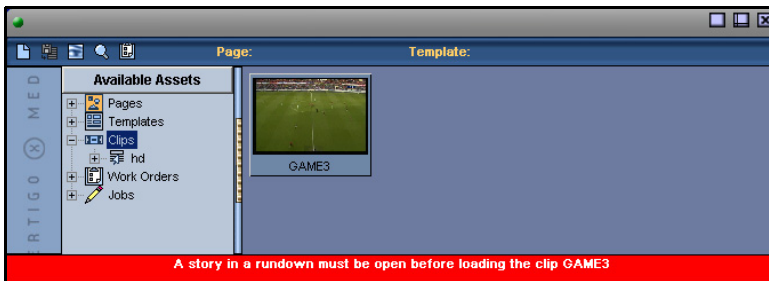 Page:
Template:
Available Assets
Pages
Templates
Clips
hd
Work Orders
Jobs
GAME3
VERTIGO X MED
A story in a rundown must be open before loading the clip GAME3